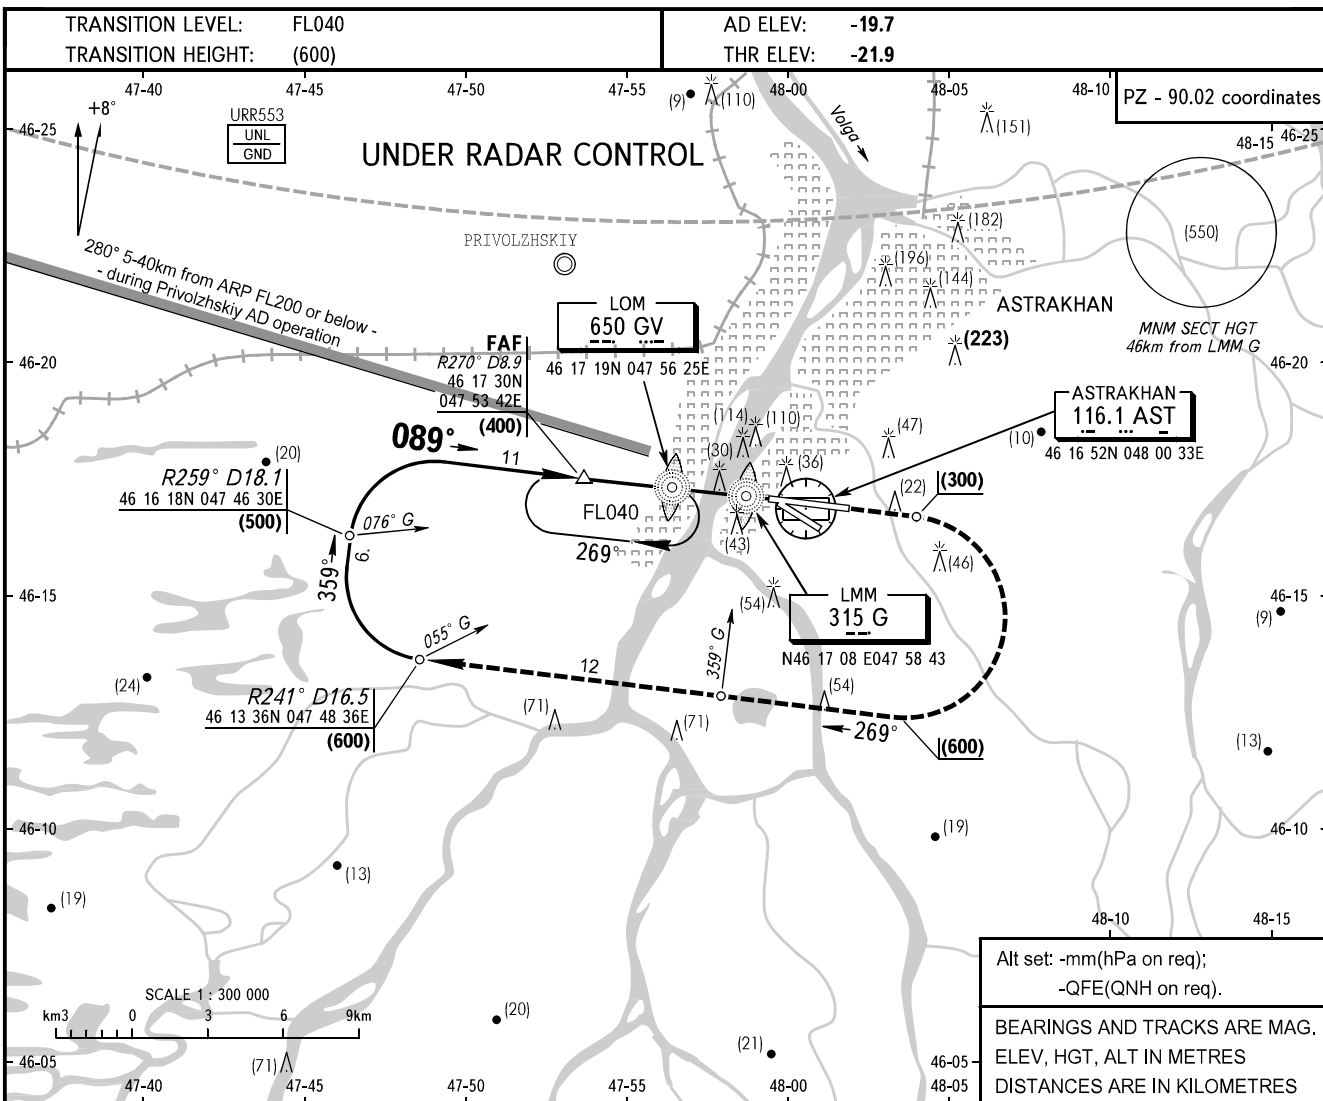 TRANSITION LEVEL: FL040
TRANSITION HEIGHT: (600)
AD ELEV: -19.7
THR ELEV: -21.9
47-40 47-45 47-50 47-55 48-00 48-05 48-10
PZ - 90.02 coordinates
+8°
URR553
UNL
GND
(9)
(110)
Volga
(151)
46-25
48-15 46-25
UNDER RADAR CONTROL
PRIVOLZHSKIY
(182)
(550)
280° 5-40km from ARP FL200 or below -
- during Privolzhskiy AD operation
(196)
(144)
ASTRAKHAN
LOM
650 GV
46 17 19N 047 56 25E
MNM SECT HGT
46km from LMM G
(223)
46-20
46-20
FAF
R270° D8.9
46 17 30N
047 53 42E
(400)
ASTRAKHAN
116.1 AST
46 16 52N 048 00 33E
089°
11
(114)
(110)
(30)
(36)
(47)
(10)
(20)
R259° D18.1
46 16 18N 047 46 30E
(500)
076° G
FL040
269°
(43)
(22)
(300)
(46)
359°
6.
46-15
46-15
(54)
LMM
315 G
N46 17 08 E047 58 43
(9)
055° G
359° G
12
(24)
R241° D16.5
46 13 36N 047 48 36E
(600)
(71)
(71)
(54)
269°
(600)
(13)
46-10
46-10
(19)
(13)
(19)
48-10 48-15
Alt set: -mm(hPa on req);
-QFE(QNH on req).
SCALE 1 : 300 000
km3 0 3 6 9km
(20)
(21)
(71)
BEARINGS AND TRACKS ARE MAG.
ELEV, HGT, ALT IN METRES
DISTANCES ARE IN KILOMETRES
46-05
46-05
47-40 47-45 47-50 47-55 48-00 48-05